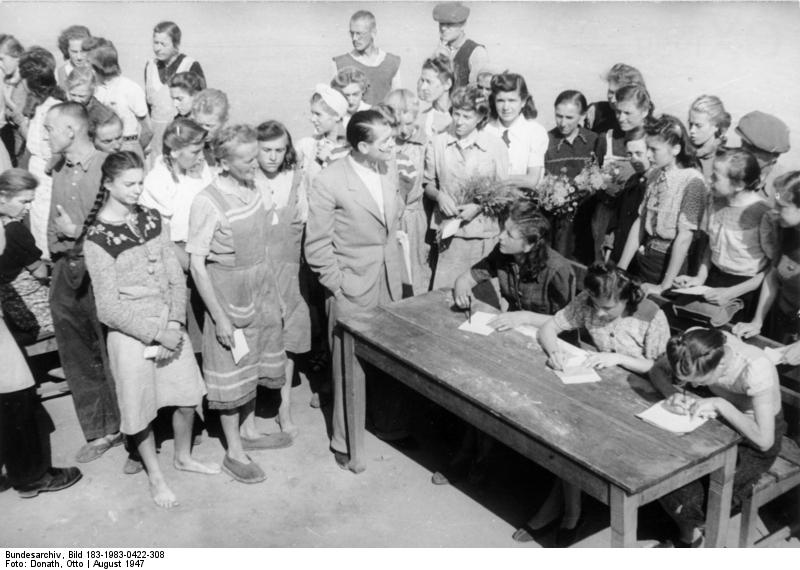 Bundesarchiv, Bild 183-1983-0422-308
Foto: Donath, Otto | August 1947